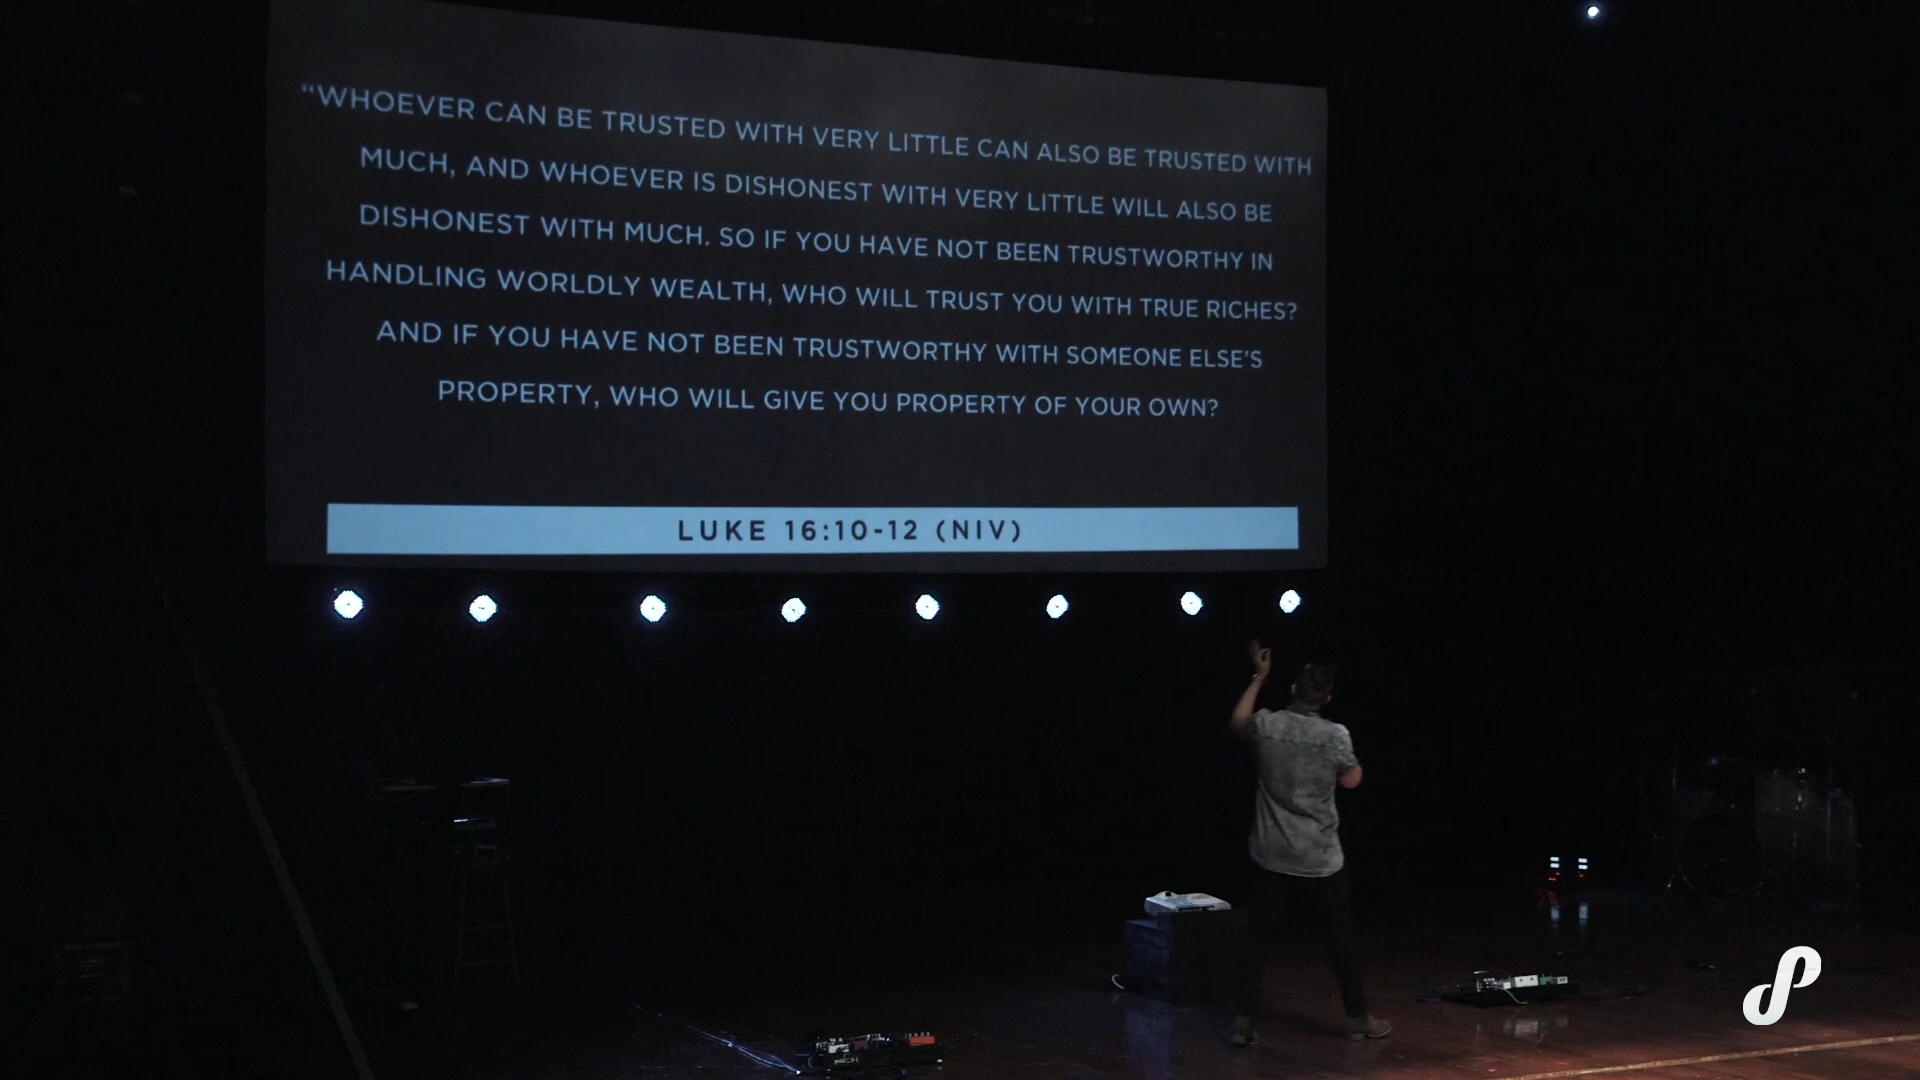 “WHOEVER CAN BE TRUSTED WITH VERY LITTLE CAN ALSO BE TRUSTED WITH
MUCH, AND WHOEVER IS DISHONEST WITH VERY LITTLE WILL ALSO BE
DISHONEST WITH MUCH. SO IF YOU HAVE NOT BEEN TRUSTWORTHY IN
HANDLING WORLDLY WEALTH, WHO WILL TRUST YOU WITH TRUE RICHES?
AND IF YOU HAVE NOT BEEN TRUSTWORTHY WITH SOMEONE ELSE’S
PROPERTY, WHO WILL GIVE YOU PROPERTY OF YOUR OWN?
LUKE 16:10-12 (NIV)